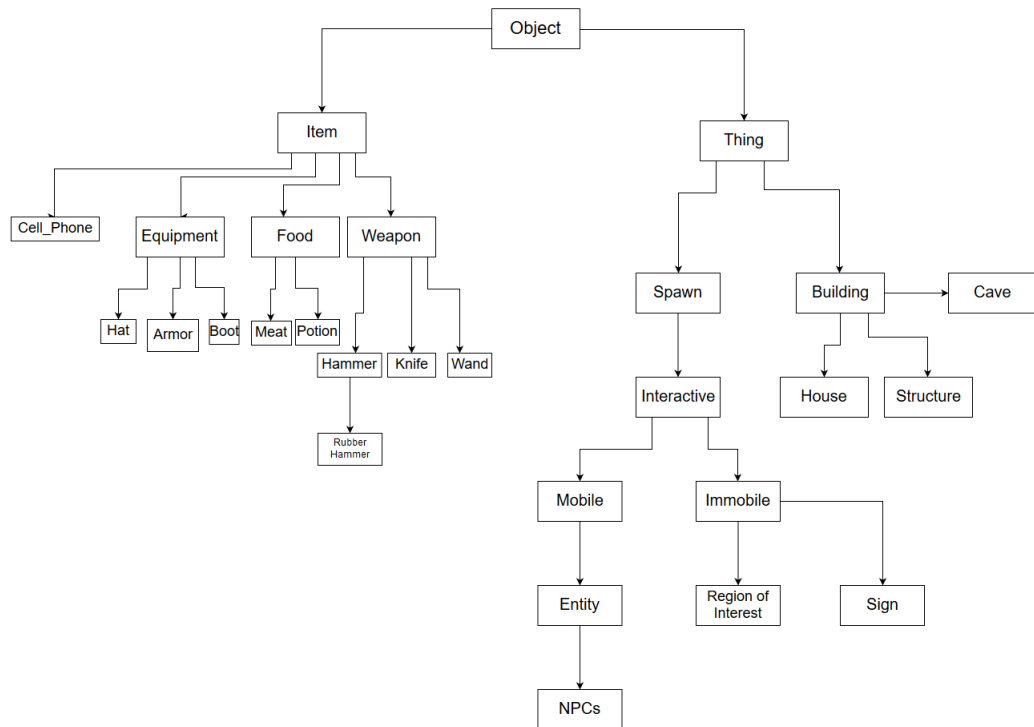 Object
Item
Thing
Cell_Phone
Equipment
Food
Weapon
Spawn
Building
Cave
Hat
Armor
Boot
Meat
Potion
Hammer
Knife
Wand
Interactive
House
Structure
Rubber
Hammer
Mobile
Immobile
Entity
Region of
Interest
Sign
NPCs